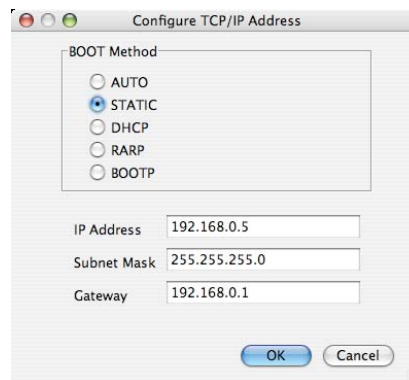 Configure TCP/IP Address
BOOT Method
AUTO
STATIC
DHCP
RARP
BOOTP
IP Address 192.168.0.5
Subnet Mask 255.255.255.0
Gateway 192.168.0.1
OK Cancel